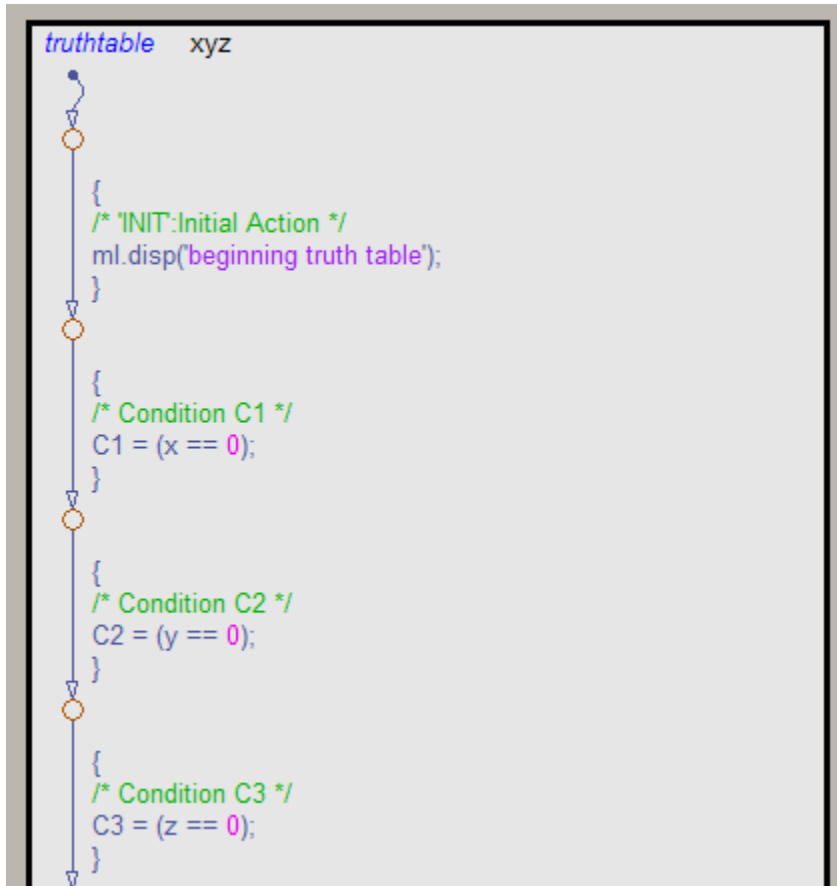 truthtable xyz
{
/* 'INIT':Initial Action */
ml.disp('beginning truth table');
}
{
/* Condition C1 */
C1 = (x == 0);
}
{
/* Condition C2 */
C2 = (y == 0);
}
{
/* Condition C3 */
C3 = (z == 0);
}